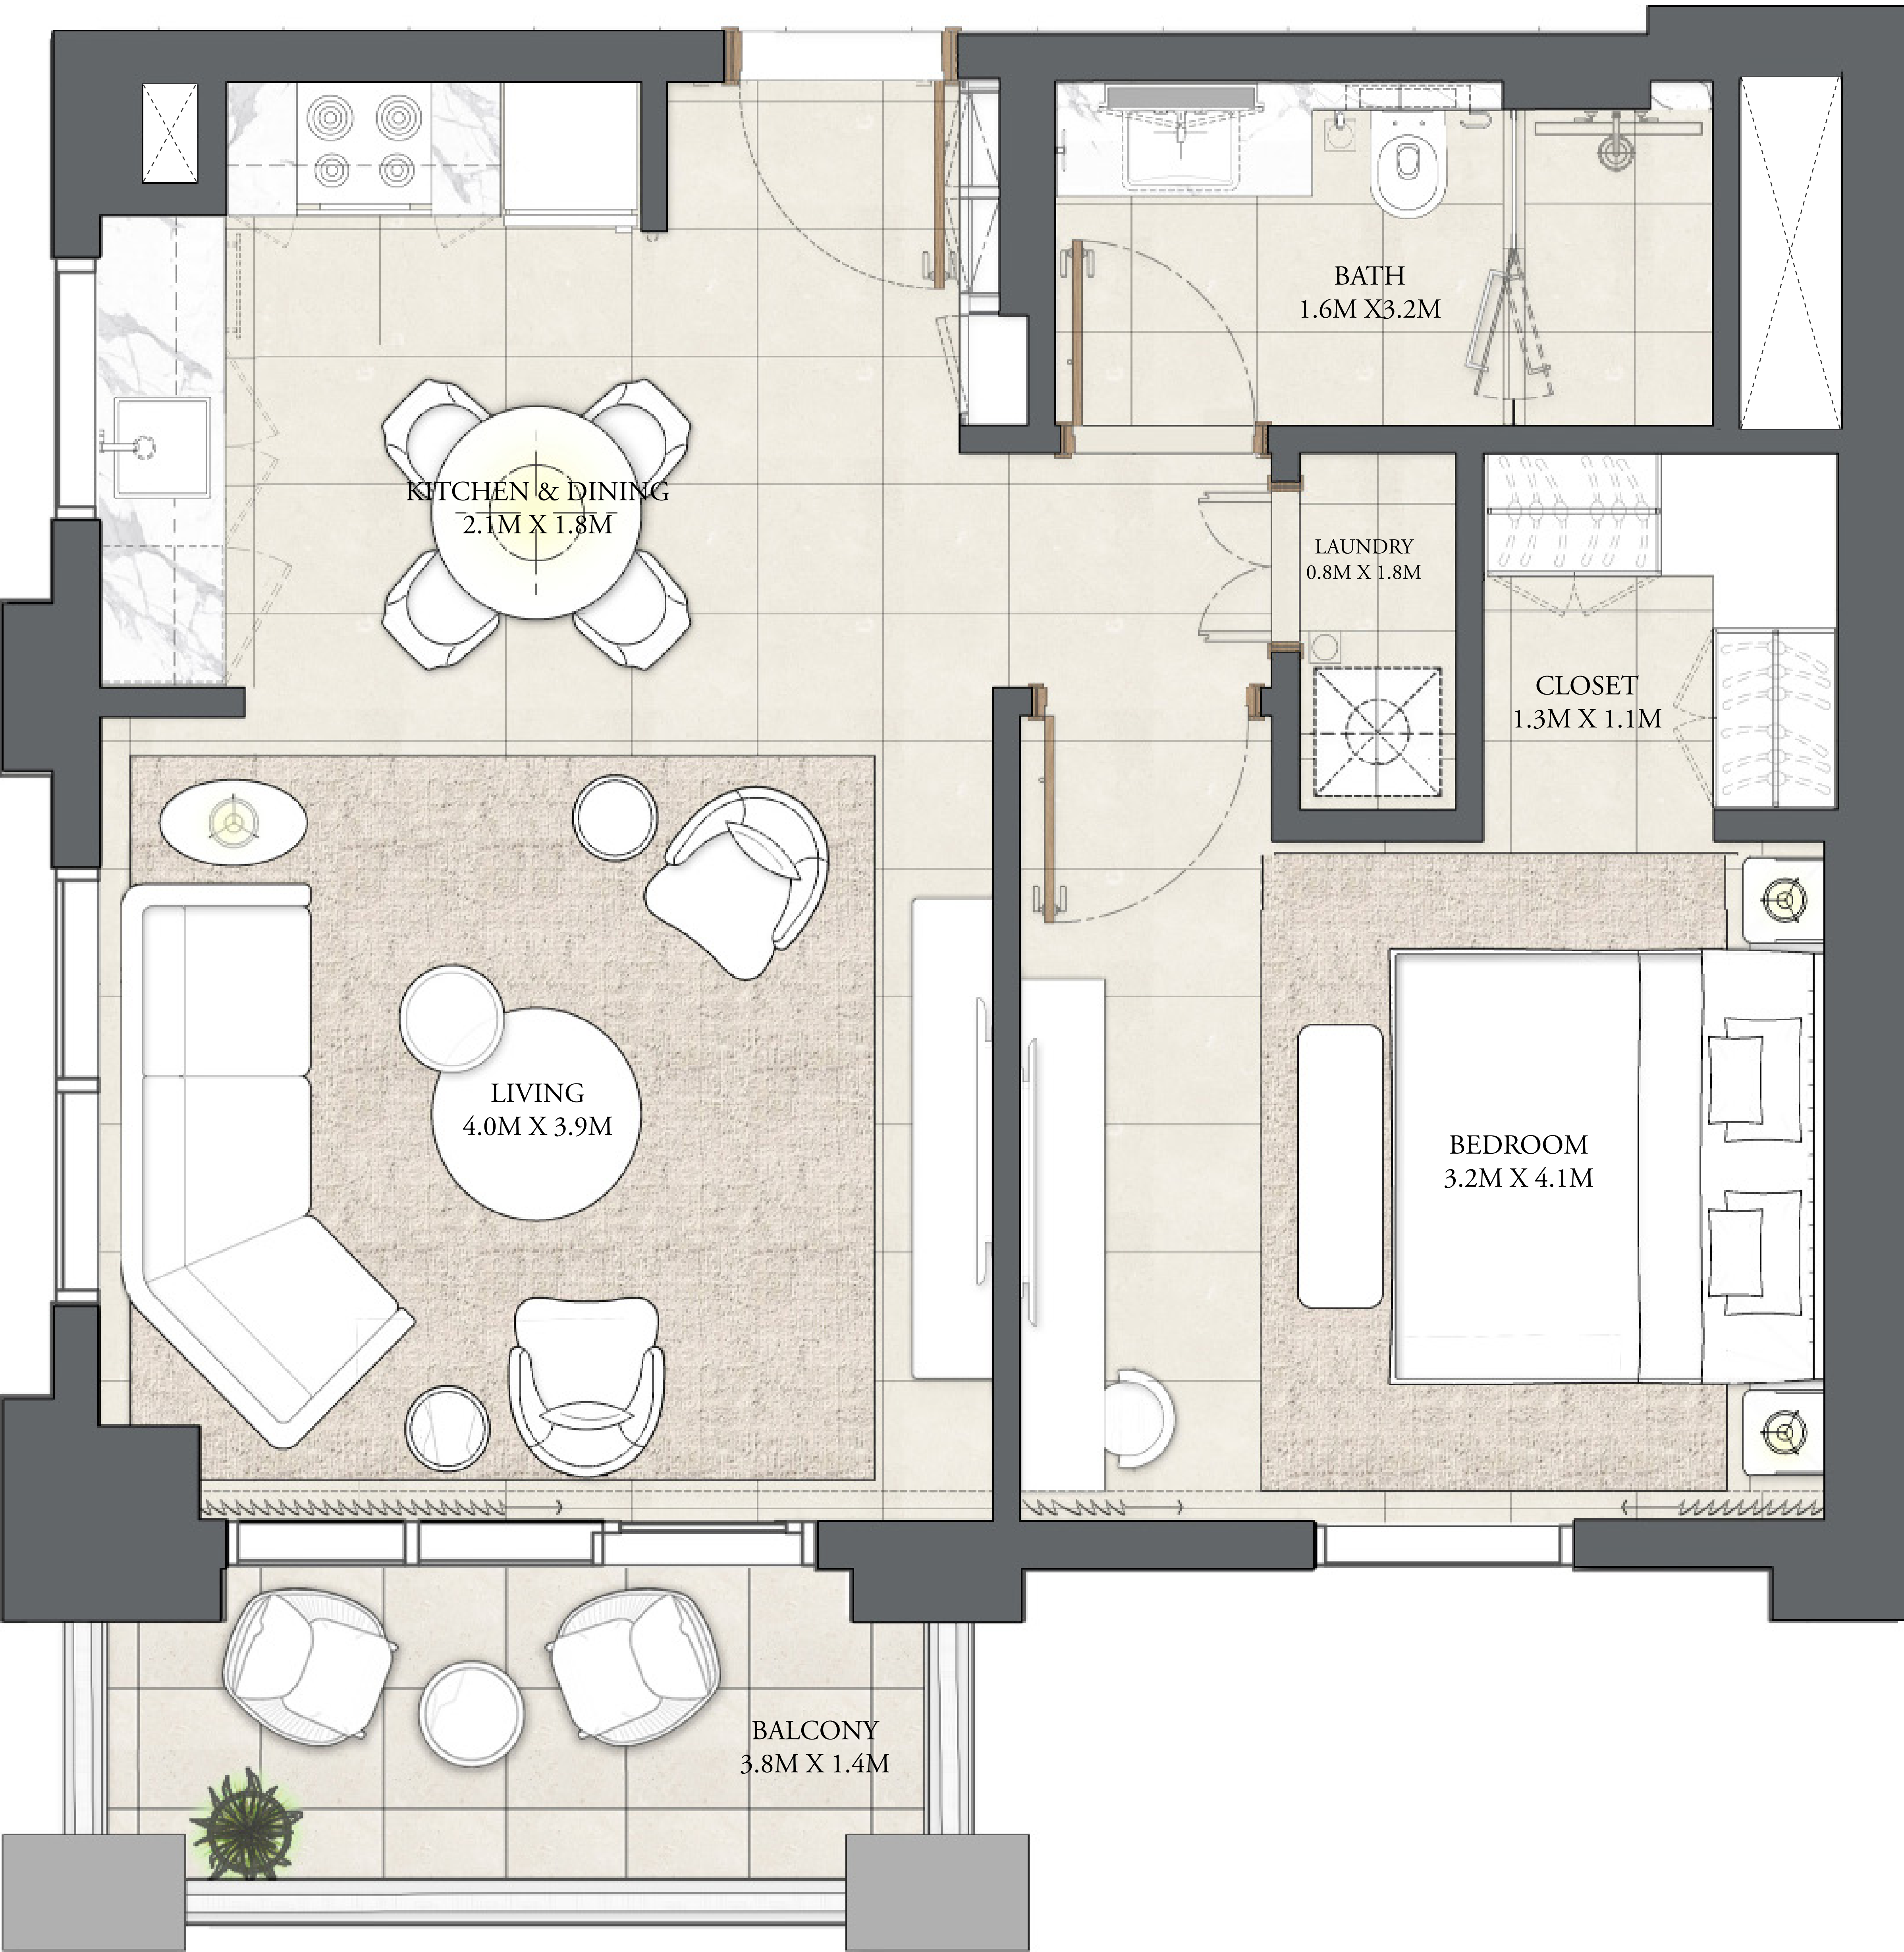 BATH
1.6M X3.2M
KITCHEN & DINING
2.1M X 1.8M
LAUNDRY
0.8M X 1.8M
CLOSET
1.3M X 1.1M
LIVING
4.0M X 3.9M
BEDROOM
3.2M X 4.1M
BALCONY
3.8M X 1.4M